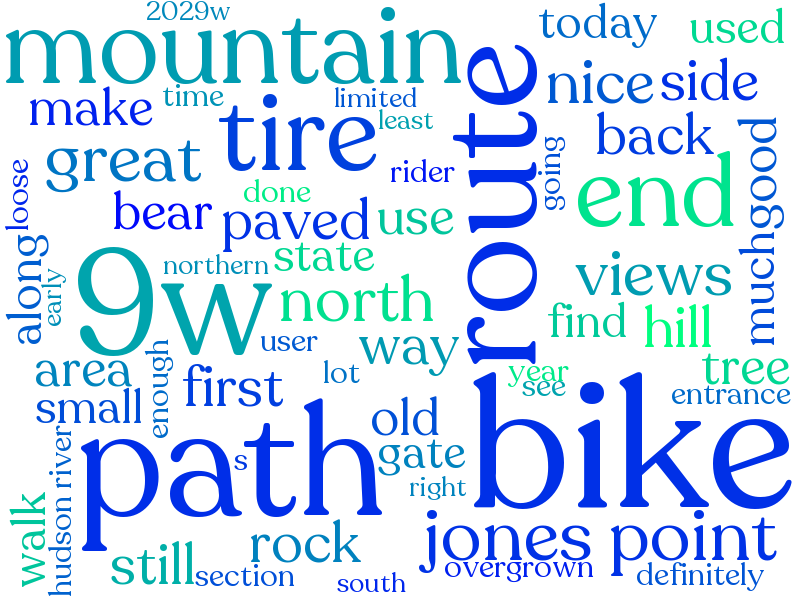 2029w
mountain
today
used
make
time
limited
nice
side
least
tire
route
back
great
rider
going
good
loose
bear
done
paved
use
end
much
along
northern
state
views
early
9w
north
find
hill
user
way
area
enough
first
lot
year
see
tree
entrance
small
path
old
bike
gate
s
right
hudson river
walk
rock
jones point
still
section
overgrown
south
definitely